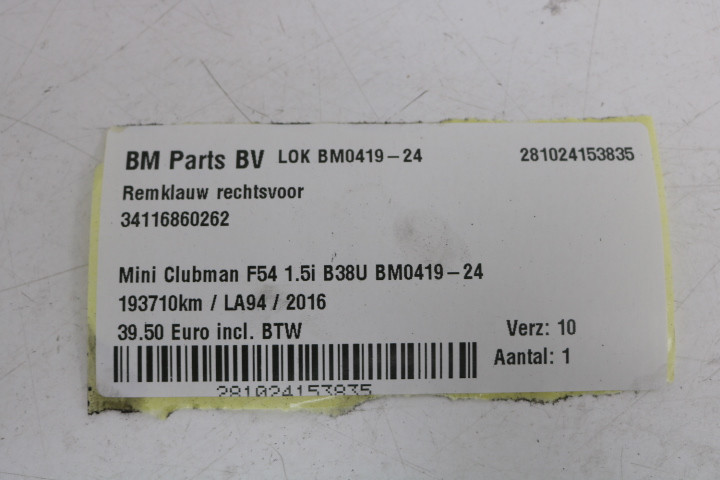 BM Parts BV LOK BM0419-24 281024153835
Remklauw rechtsvoor
34116860262
Mini Clubman F54 1.5i B38U BM0419-24
193710km / LA94 / 2016
39.50 Euro incl. BTW Verz: 10
Aantal: 1
281024153835